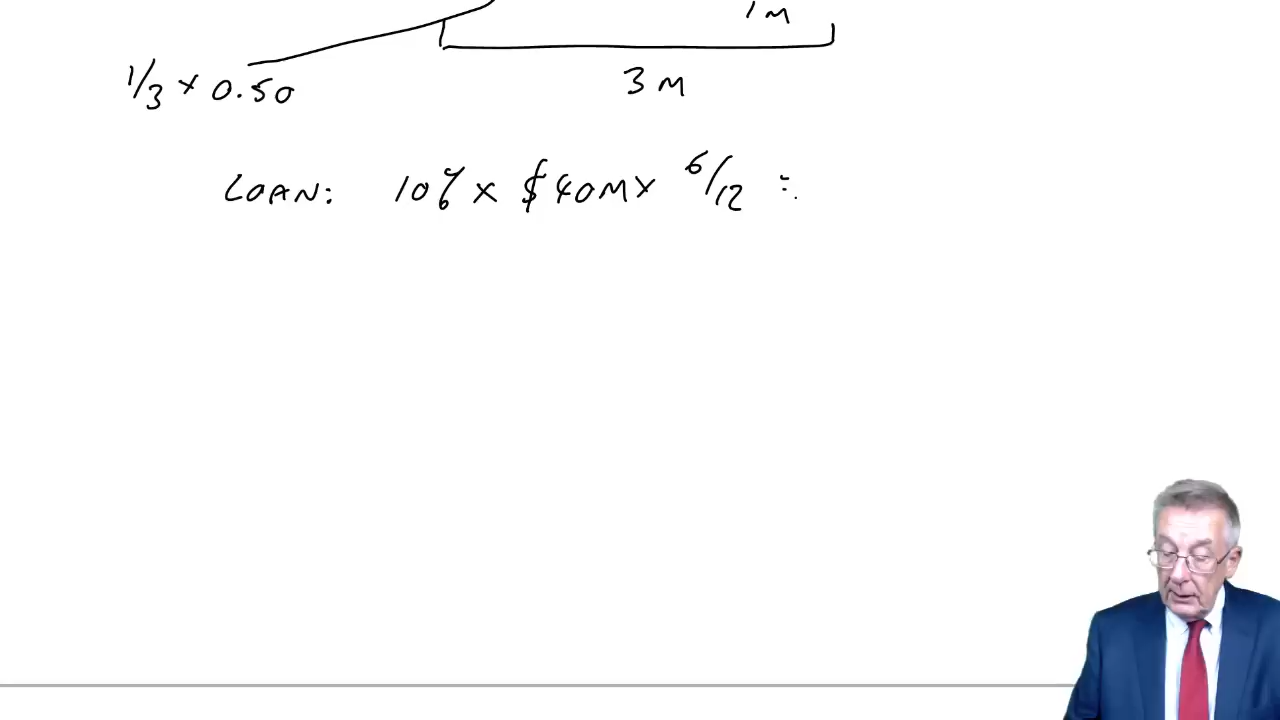 1M
3M
1/3 × 0.50
LOAN: 10% × $40M × 6/12 =